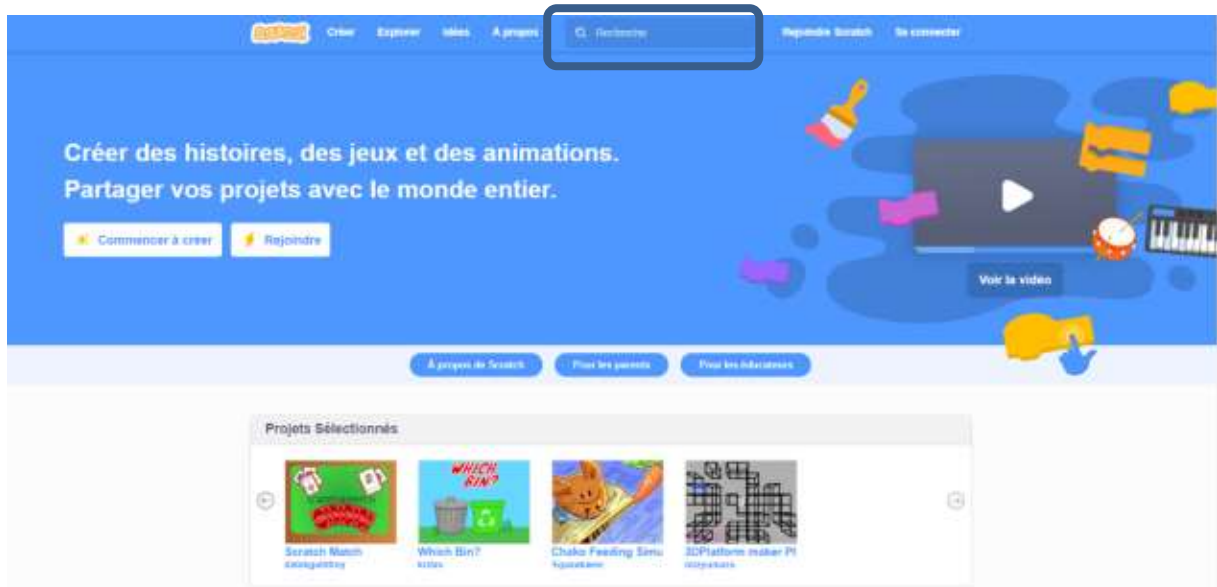 SCRATCH Créer Explorer Idées À propos Recherche Rejoindre Scratch Se connecter
Créer des histoires, des jeux et des animations.
Partager vos projets avec le monde entier.
Commencer à créer Rejoindre
Voir la vidéo
À propos de Scratch Pour les parents Pour les éducateurs
Projets Sélectionnés
WHICH
BIN?
Scratch Match Which Bin? Chako Feeding Simu 3DPlatform maker Pl